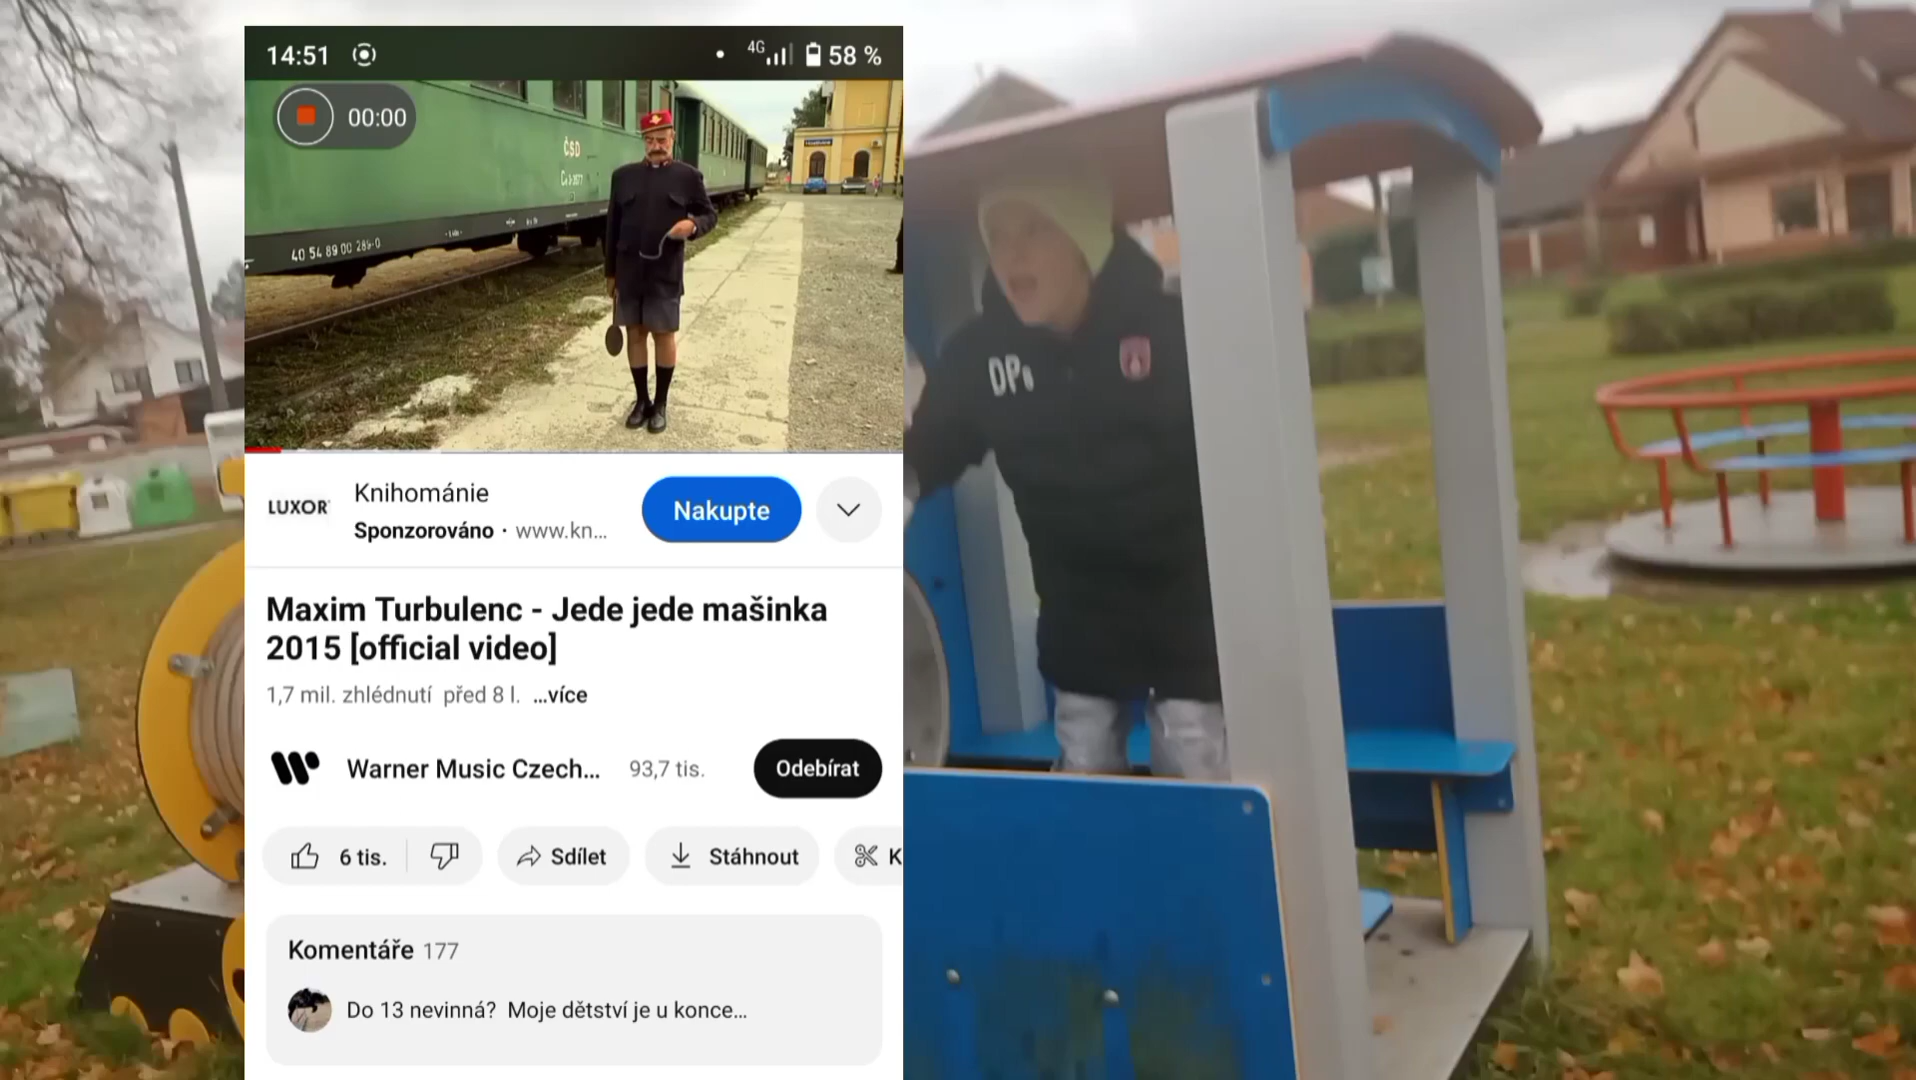 14:51
4G
58 %
00:00
ČSD
40 54 89 00 289-0
LUXOR
Knihománie
Sponzorováno · www.kn...
Nakupte
Maxim Turbulenc - Jede jede mašinka
2015 [official video]
1,7 mil. zhlédnutí před 8 l. ...více
Warner Music Czech...
93,7 tis.
Odebírat
6 tis.
Sdílet
Stáhnout
K
Komentáře 177
Do 13 nevinná? Moje dětství je u konce...
DP